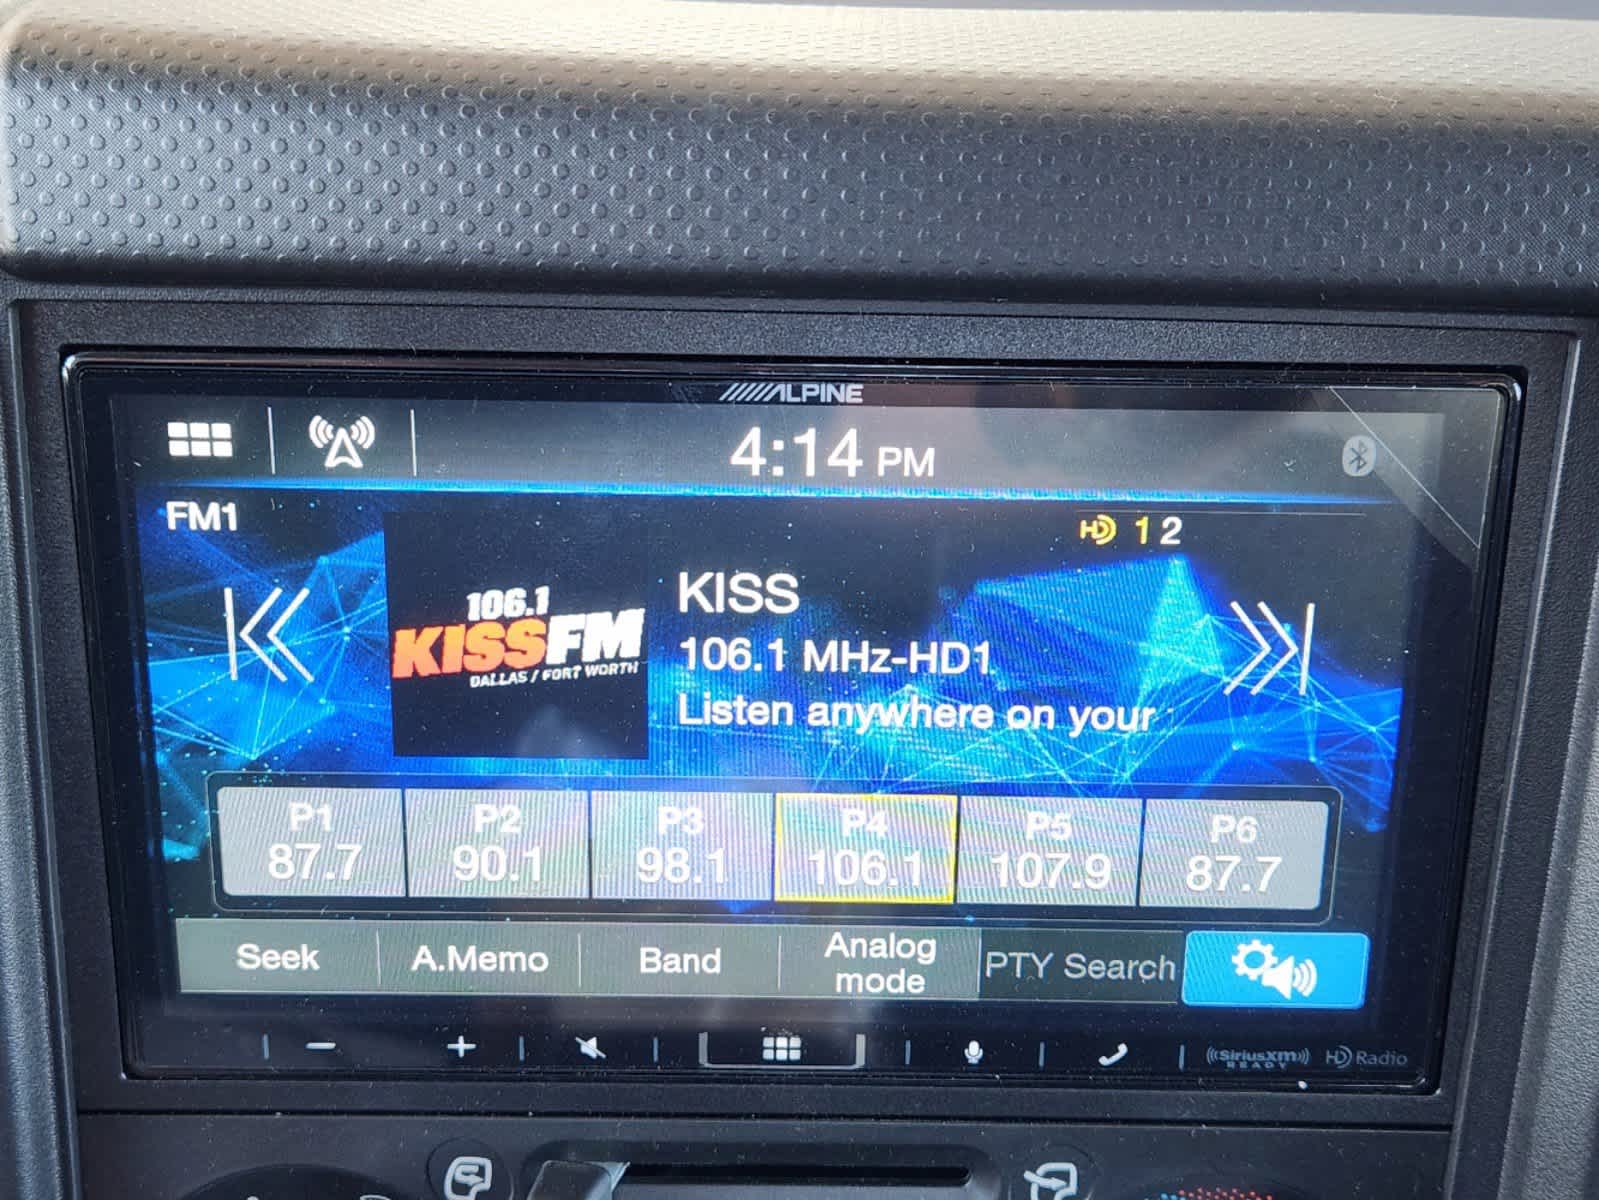 ALPINE
4:14 PM
FM1
HD 1 2
106.1
KISSFM
DALLAS / FORT WORTH
KISS
106.1 MHz-HD1
Listen anywhere on your
P1 P2 P3 P4 P5 P6
87.7 90.1 98.1 106.1 107.9 87.7
Seek A.Memo Band Analog mode PTY Search
SiriusXM READY HD Radio